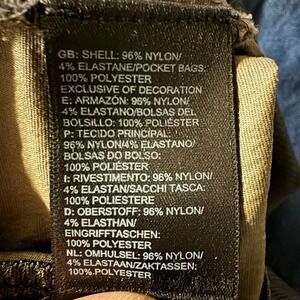 GB: SHELL: 96% NYLON/
4% ELASTANE/POCKET BAGS:
100% POLYESTER
EXCLUSIVE OF DECORATION
E: ARMAZÓN: 96% NYLON/
4% ELASTANO/BOLSAS DEL
BOLSILLO: 100% POLIÉSTER
P: TECIDO PRINCIPAL:
96% NYLON/4% ELASTANO/
BOLSAS DO BOLSO:
100% POLIÉSTER
I: RIVESTIMENTO: 96% NYLON/
4% ELASTAN/SACCHI TASCA:
100% POLIESTERE
D: OBERSTOFF: 96% NYLON/
4% ELASTHAN/
EINGRIFFTASCHEN:
100% POLYESTER
NL: OMHULSEL: 96% NYLON/
4% ELASTAAN/ZAKTASSEN:
100% POLYESTER